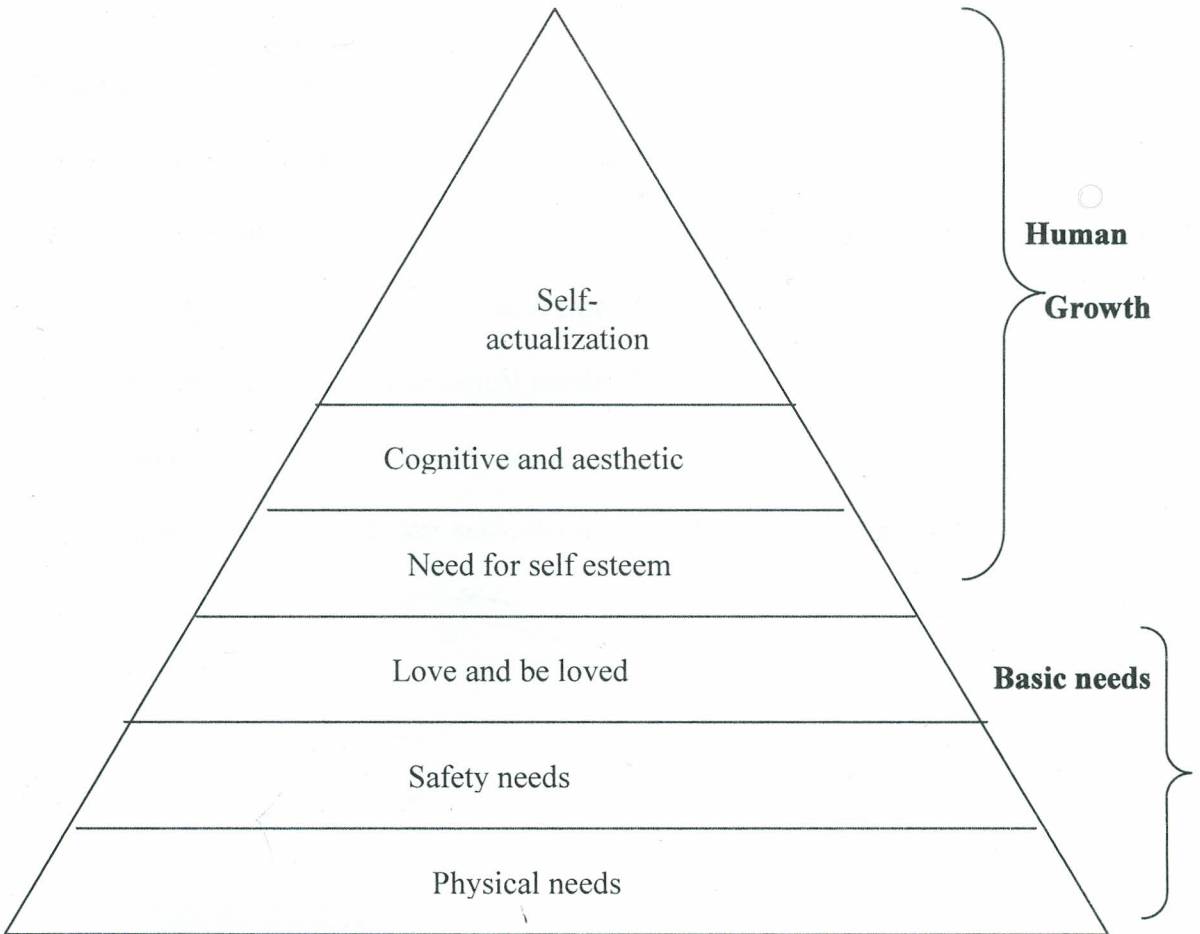 Human
Growth
Self-
actualization
Cognitive and aesthetic
Need for self esteem
Love and be loved
Basic needs
Safety needs
Physical needs